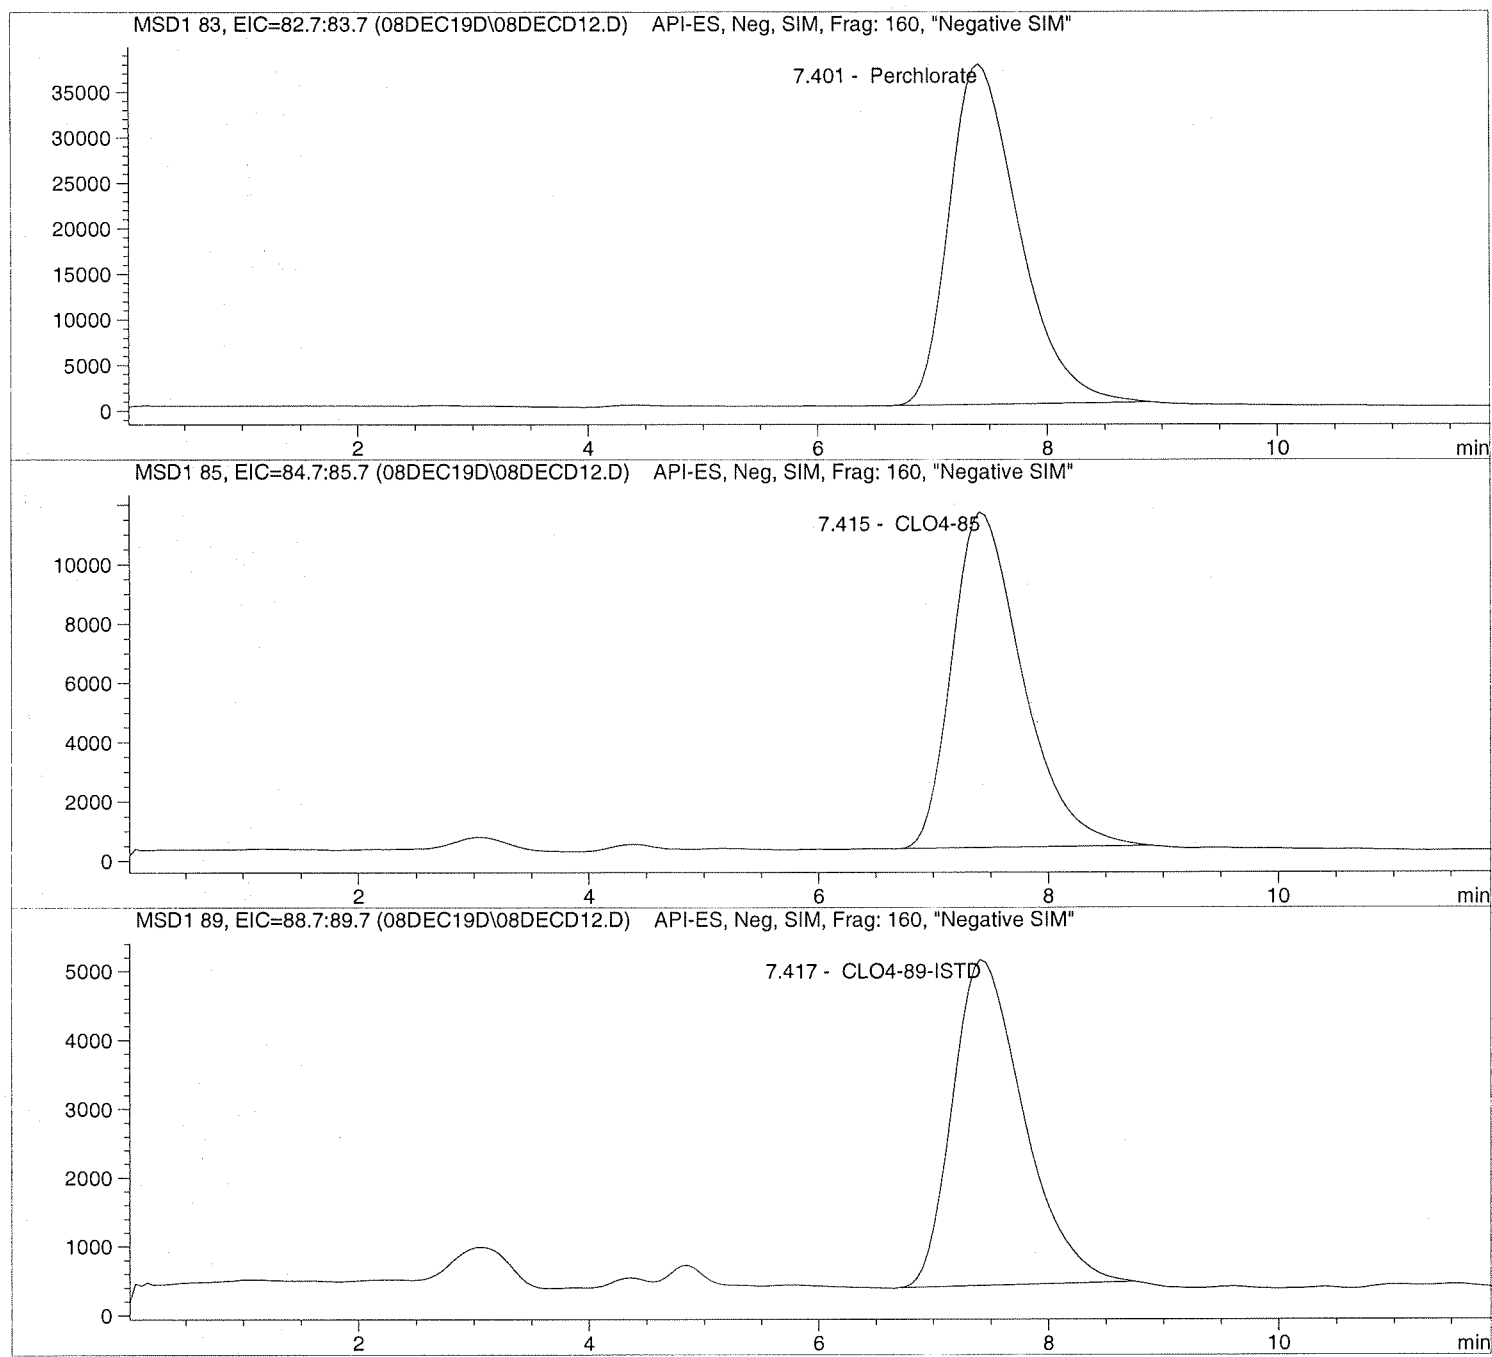 MSD1 83, EIC=82.7:83.7 (08DEC19D\08DECD12.D) API-ES, Neg, SIM, Frag: 160, "Negative SIM"
7.401 - Perchlorate
35000
30000
25000
20000
15000
10000
5000
0
2 4 6 8 10 min
MSD1 85, EIC=84.7:85.7 (08DEC19D\08DECD12.D) API-ES, Neg, SIM, Frag: 160, "Negative SIM"
7.415 - CLO4-85
10000
8000
6000
4000
2000
0
2 4 6 8 10 min
MSD1 89, EIC=88.7:89.7 (08DEC19D\08DECD12.D) API-ES, Neg, SIM, Frag: 160, "Negative SIM"
7.417 - CLO4-89-ISTD
5000
4000
3000
2000
1000
0
2 4 6 8 10 min